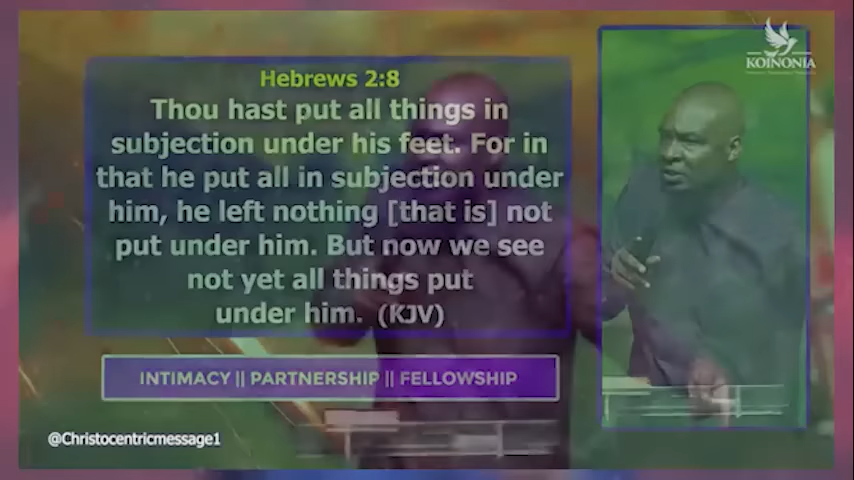 Hebrews 2:8
Thou hast put all things in
subjection under his feet. For in
that he put all in subjection under
him, he left nothing [that is] not
put under him. But now we see
not yet all things put
under him. (KJV)
INTIMACY || PARTNERSHIP || FELLOWSHIP
@Christocentricmessage1
KOINONIA